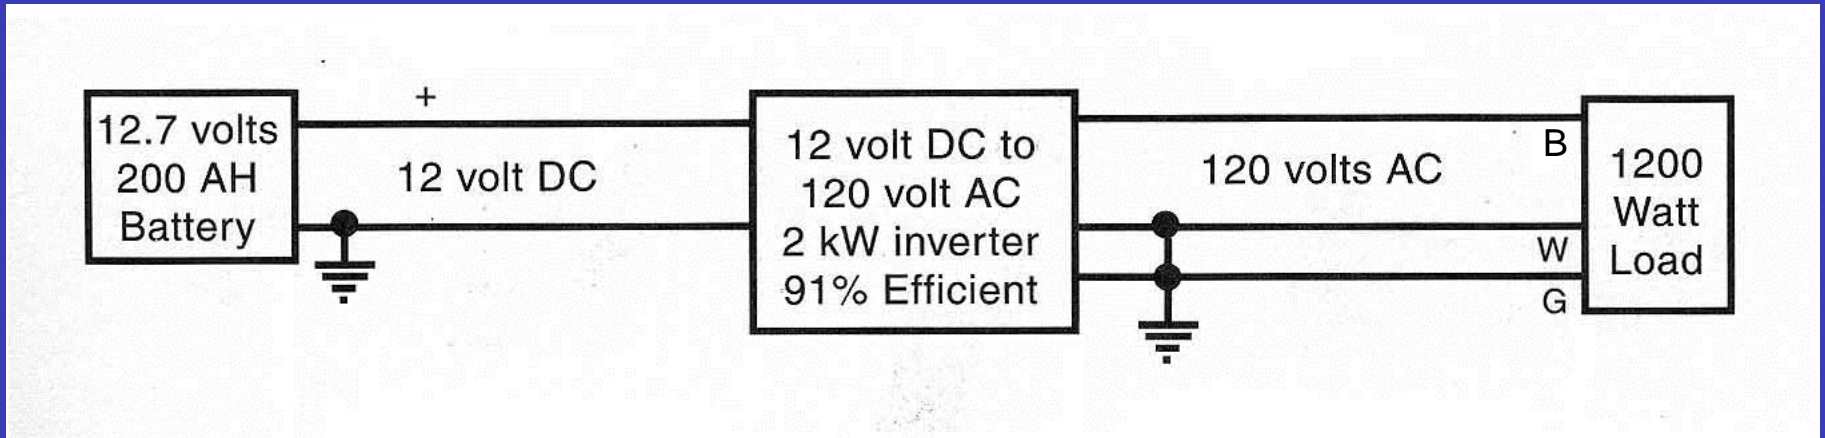 12.7 volts
200 AH
Battery
+
12 volt DC
12 volt DC to
120 volt AC
2 kW inverter
91% Efficient
120 volts AC
B
W
G
1200
Watt
Load